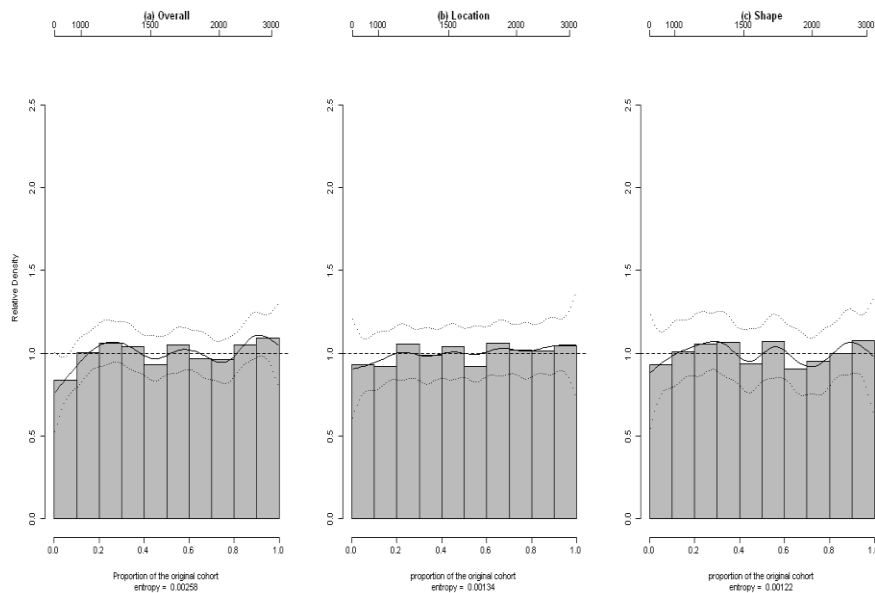 (a) Overall
0 1000 1500 2000 3000
(b) Location
0 1000 1500 2000 3000
(c) Shape
0 1000 1500 2000 3000
Relative Density
2.5
2.0
1.5
1.0
0.5
0.0
0.0 0.2 0.4 0.6 0.8 1.0
Proportion of the original cohort
entropy = 0.00258
2.5
2.0
1.5
1.0
0.5
0.0
0.0 0.2 0.4 0.6 0.8 1.0
proportion of the original cohort
entropy = 0.00134
2.5
2.0
1.5
1.0
0.5
0.0
0.0 0.2 0.4 0.6 0.8 1.0
proportion of the original cohort
entropy = 0.00122